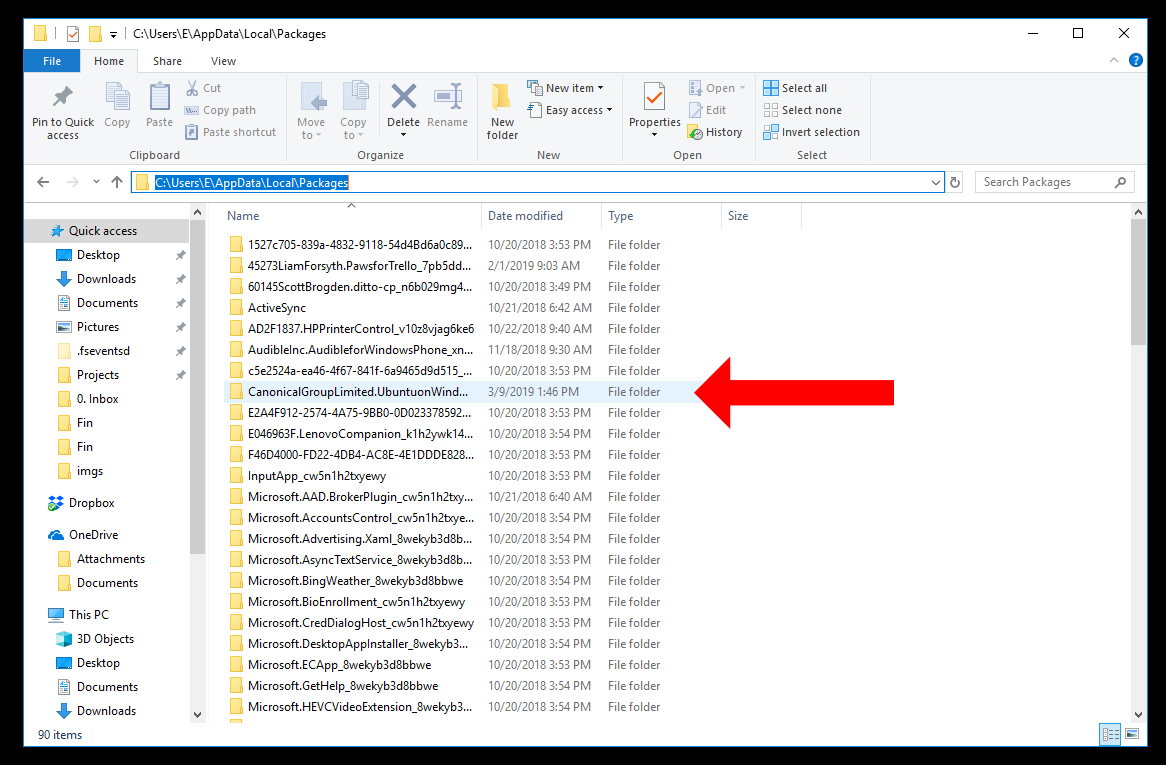 C:\Users\E\AppData\Local\Packages
File Home Share View
Pin to Quick access
Copy
Paste
Cut
Copy path
Paste shortcut
Clipboard
Move to
Copy to
Delete
Rename
Organize
New folder
New item
Easy access
New
Properties
Open
Edit
History
Open
Select all
Select none
Invert selection
Select
C:\Users\E\AppData\Local\Packages
Search Packages
Quick access
Desktop
Downloads
Documents
Pictures
.fseventsd
Projects
0. Inbox
Fin
Fin
imgs
Dropbox
OneDrive
Attachments
Documents
This PC
3D Objects
Desktop
Documents
Downloads
Name Date modified Type Size
1527c705-839a-4832-9118-54d4Bd6a0c89... 10/20/2018 3:53 PM File folder
45273LiamForsyth.PawsforTrello_7pb5dd... 2/1/2019 9:03 AM File folder
60145ScottBrogden.ditto-cp_n6b029mg4... 10/20/2018 3:49 PM File folder
ActiveSync 10/21/2018 6:42 AM File folder
AD2F1837.HPPrinterControl_v10z8vjag6ke6 10/22/2018 9:40 AM File folder
AudibleInc.AudibleforWindowsPhone_xn... 11/18/2018 9:30 AM File folder
c5e2524a-ea46-4f67-841f-6a9465d9d515_... 10/20/2018 3:53 PM File folder
CanonicalGroupLimited.UbuntuonWind... 3/9/2019 1:46 PM File folder
E2A4F912-2574-4A75-9BB0-0D023378592... 10/20/2018 3:53 PM File folder
E046963F.LenovoCompanion_k1h2ywk14... 10/20/2018 3:54 PM File folder
F46D4000-FD22-4DB4-AC8E-4E1DDDE828... 10/20/2018 3:54 PM File folder
InputApp_cw5n1h2txyewy 10/20/2018 3:53 PM File folder
Microsoft.AAD.BrokerPlugin_cw5n1h2txy... 10/21/2018 6:40 AM File folder
Microsoft.AccountsControl_cw5n1h2txye... 10/20/2018 3:54 PM File folder
Microsoft.Advertising.Xaml_8wekyb3d8b... 10/20/2018 3:54 PM File folder
Microsoft.AsyncTextService_8wekyb3d8b... 10/20/2018 3:53 PM File folder
Microsoft.BingWeather_8wekyb3d8bbwe 10/20/2018 3:54 PM File folder
Microsoft.BioEnrollment_cw5n1h2txyewy 10/20/2018 3:53 PM File folder
Microsoft.CredDialogHost_cw5n1h2txyewy 10/20/2018 3:53 PM File folder
Microsoft.DesktopAppInstaller_8wekyb3... 10/20/2018 3:54 PM File folder
Microsoft.ECApp_8wekyb3d8bbwe 10/20/2018 3:53 PM File folder
Microsoft.GetHelp_8wekyb3d8bbwe 10/20/2018 3:54 PM File folder
Microsoft.HEVCVideoExtension_8wekyb3... 10/20/2018 3:54 PM File folder
90 items